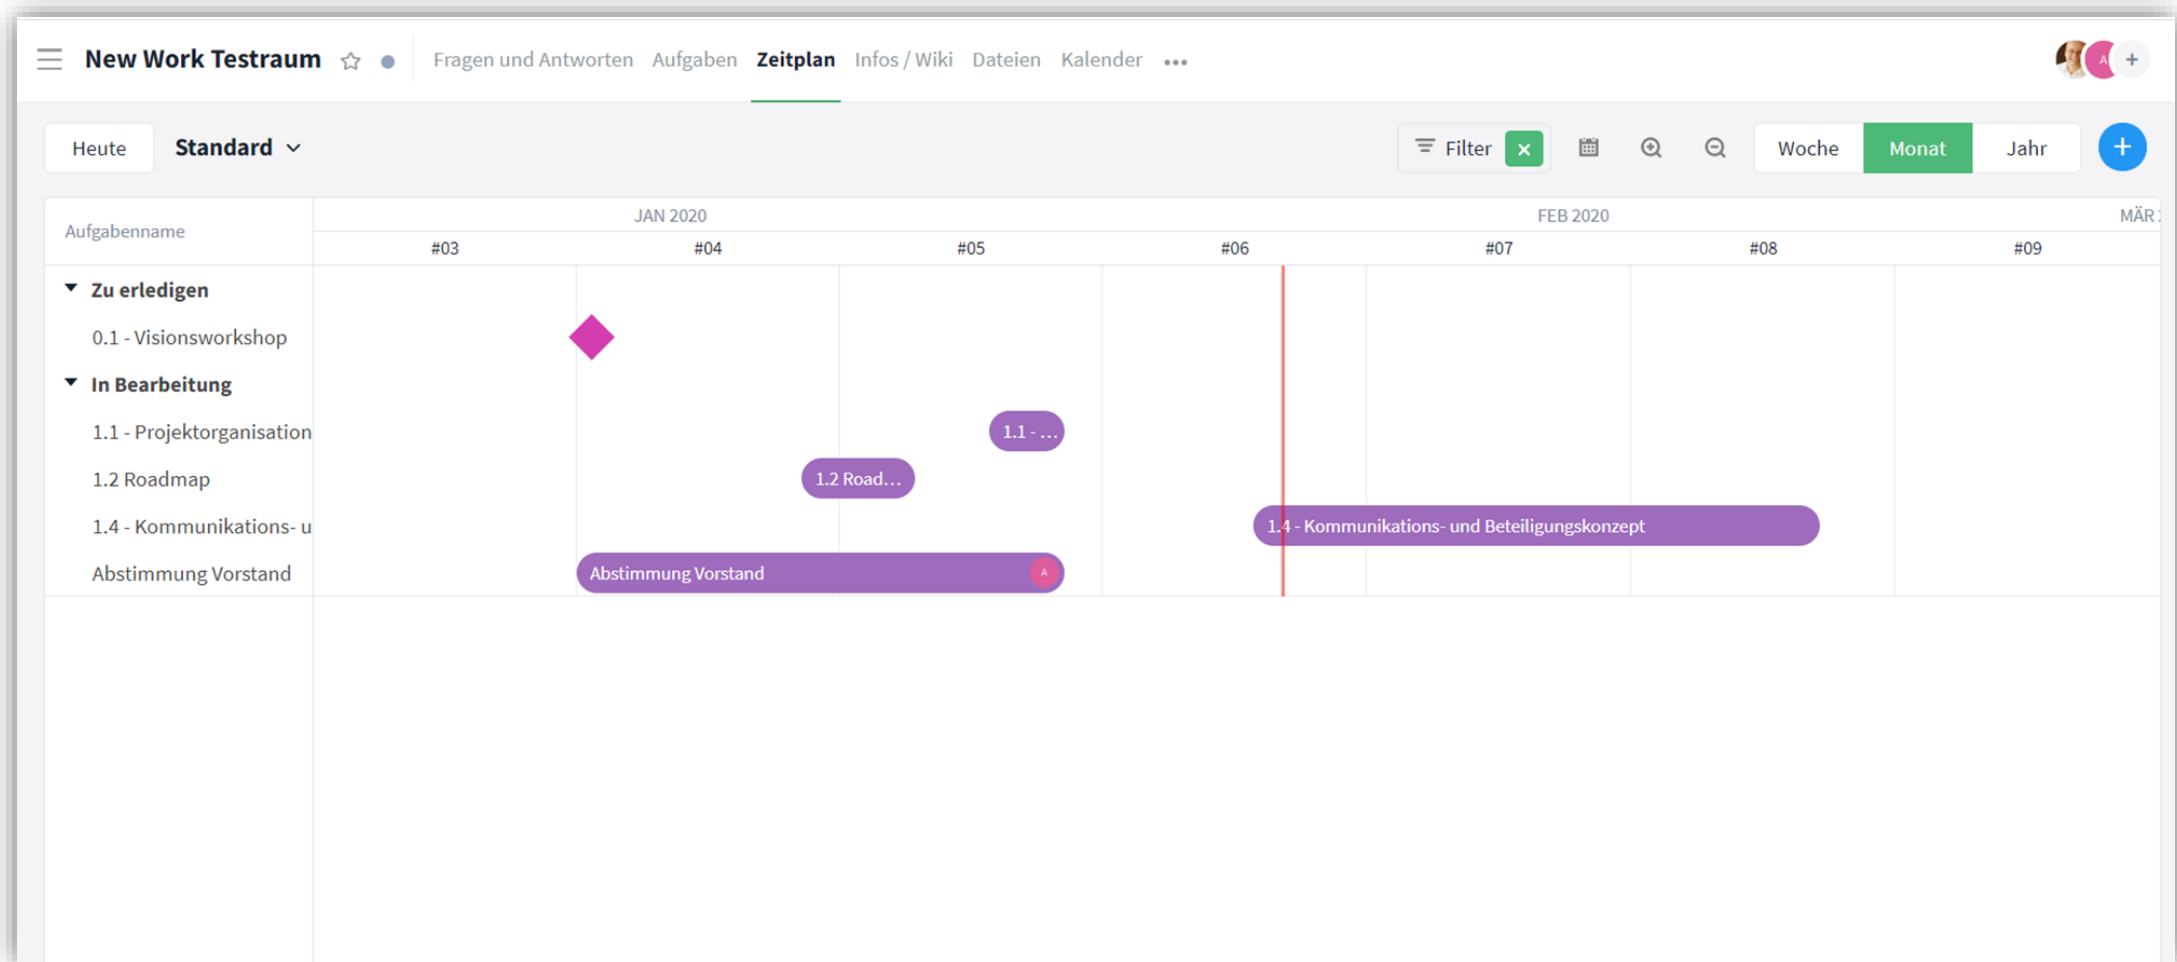 New Work Testraum Fragen und Antworten Aufgaben Zeitplan Infos / Wiki Dateien Kalender ••• A +
Heute Standard Filter × Woche Monat Jahr +
Aufgabenname JAN 2020 FEB 2020 MÄR
#03 #04 #05 #06 #07 #08 #09
Zu erledigen
0.1 - Visionsworkshop
In Bearbeitung
1.1 - Projektorganisation 1.1 - ...
1.2 Roadmap 1.2 Road...
1.4 - Kommunikations- u 1.4 - Kommunikations- und Beteiligungskonzept
Abstimmung Vorstand Abstimmung Vorstand A